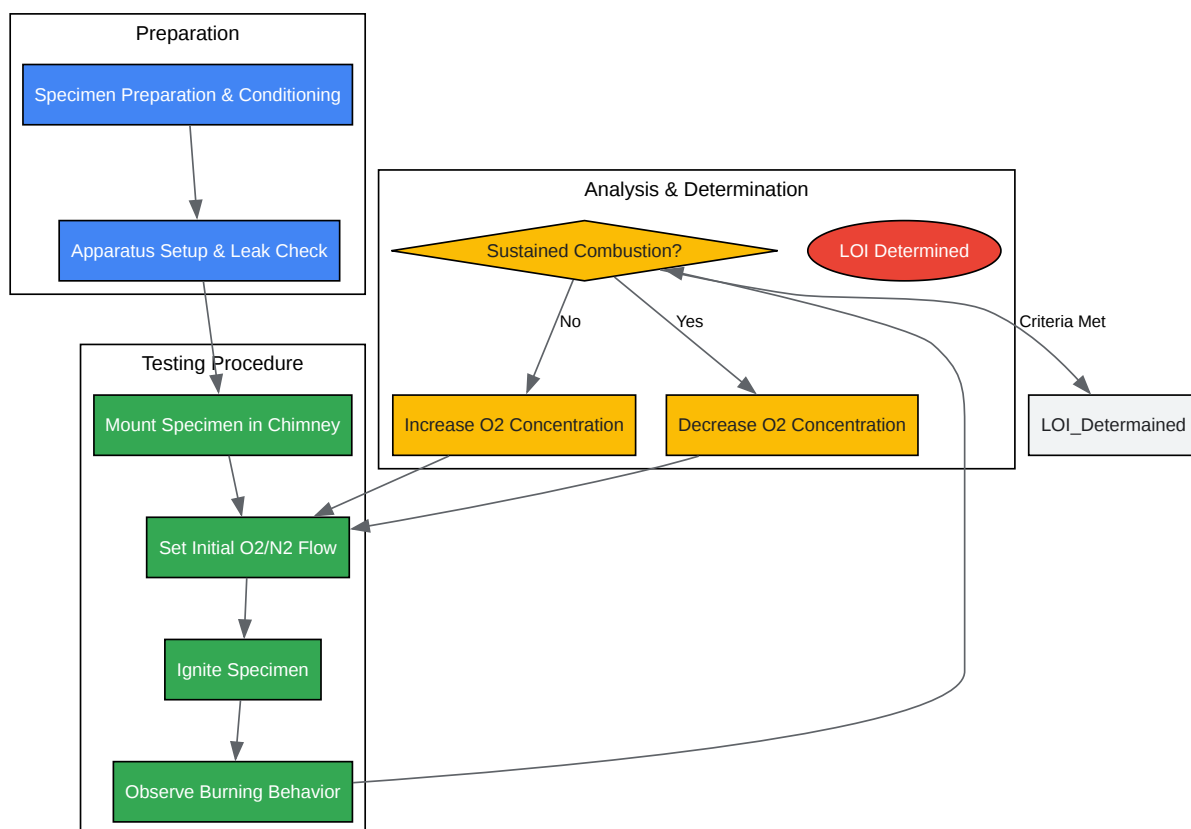 Preparation
Specimen Preparation & Conditioning
Apparatus Setup & Leak Check
Analysis & Determination
Sustained Combustion?
LOI Determined
No
Yes
Criteria Met
Increase O2 Concentration
Decrease O2 Concentration
LOI_Determained
Testing Procedure
Mount Specimen in Chimney
Set Initial O2/N2 Flow
Ignite Specimen
Observe Burning Behavior